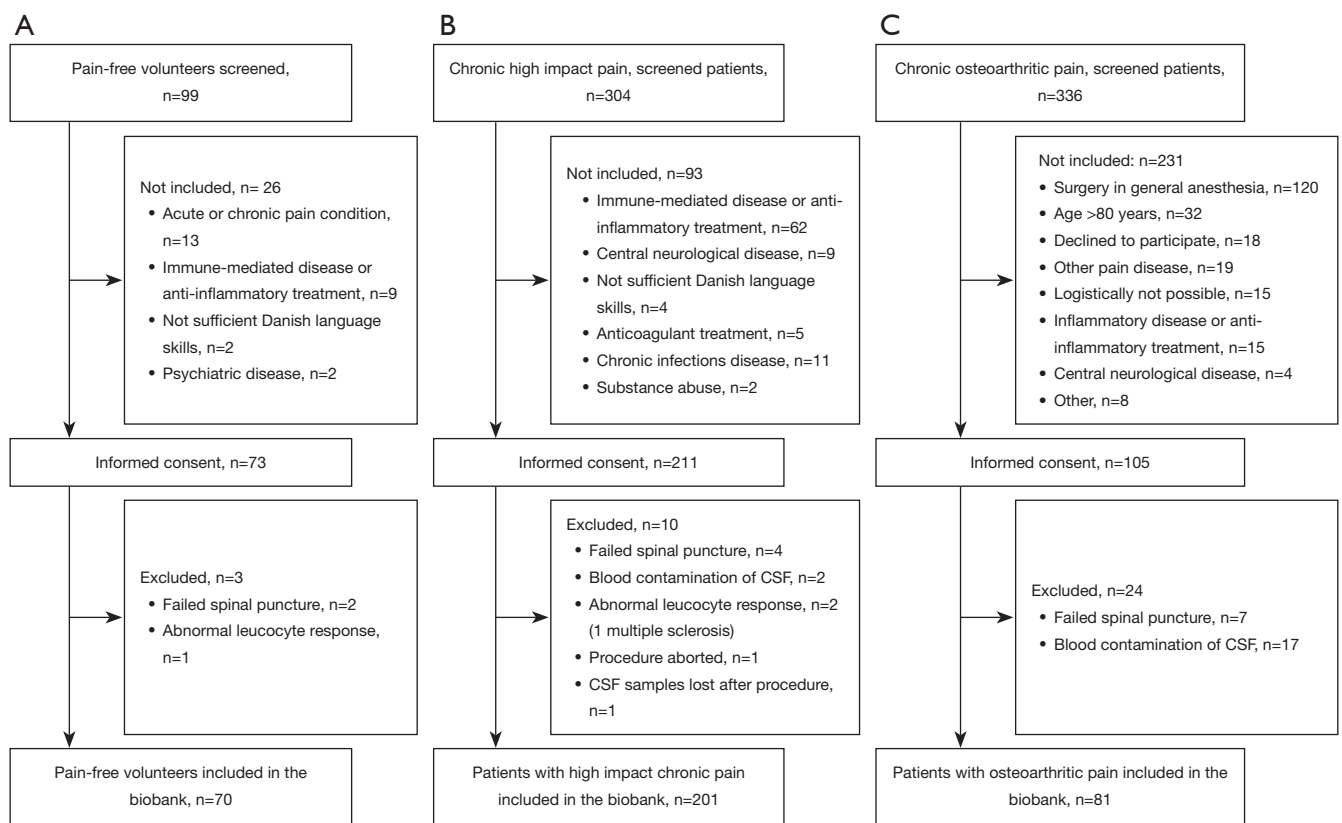 A
Pain-free volunteers screened,
n=99
Not included, n= 26
• Acute or chronic pain condition,
n=13
• Immune-mediated disease or
anti-inflammatory treatment, n=9
• Not sufficient Danish language
skills, n=2
• Psychiatric disease, n=2
Informed consent, n=73
Excluded, n=3
• Failed spinal puncture, n=2
• Abnormal leucocyte response,
n=1
Pain-free volunteers included in the
biobank, n=70
B
Chronic high impact pain, screened patients,
n=304
Not included, n=93
• Immune-mediated disease or anti-
inflammatory treatment, n=62
• Central neurological disease, n=9
• Not sufficient Danish language
skills, n=4
• Anticoagulant treatment, n=5
• Chronic infections disease, n=11
• Substance abuse, n=2
Informed consent, n=211
Excluded, n=10
• Failed spinal puncture, n=4
• Blood contamination of CSF, n=2
• Abnormal leucocyte response, n=2
(1 multiple sclerosis)
• Procedure aborted, n=1
• CSF samples lost after procedure,
n=1
Patients with high impact chronic pain
included in the biobank, n=201
C
Chronic osteoarthritic pain, screened patients,
n=336
Not included: n=231
• Surgery in general anesthesia, n=120
• Age >80 years, n=32
• Declined to participate, n=18
• Other pain disease, n=19
• Logistically not possible, n=15
• Inflammatory disease or anti-
inflammatory treatment, n=15
• Central neurological disease, n=4
• Other, n=8
Informed consent, n=105
Excluded, n=24
• Failed spinal puncture, n=7
• Blood contamination of CSF, n=17
Patients with osteoarthritic pain included in the
biobank, n=81